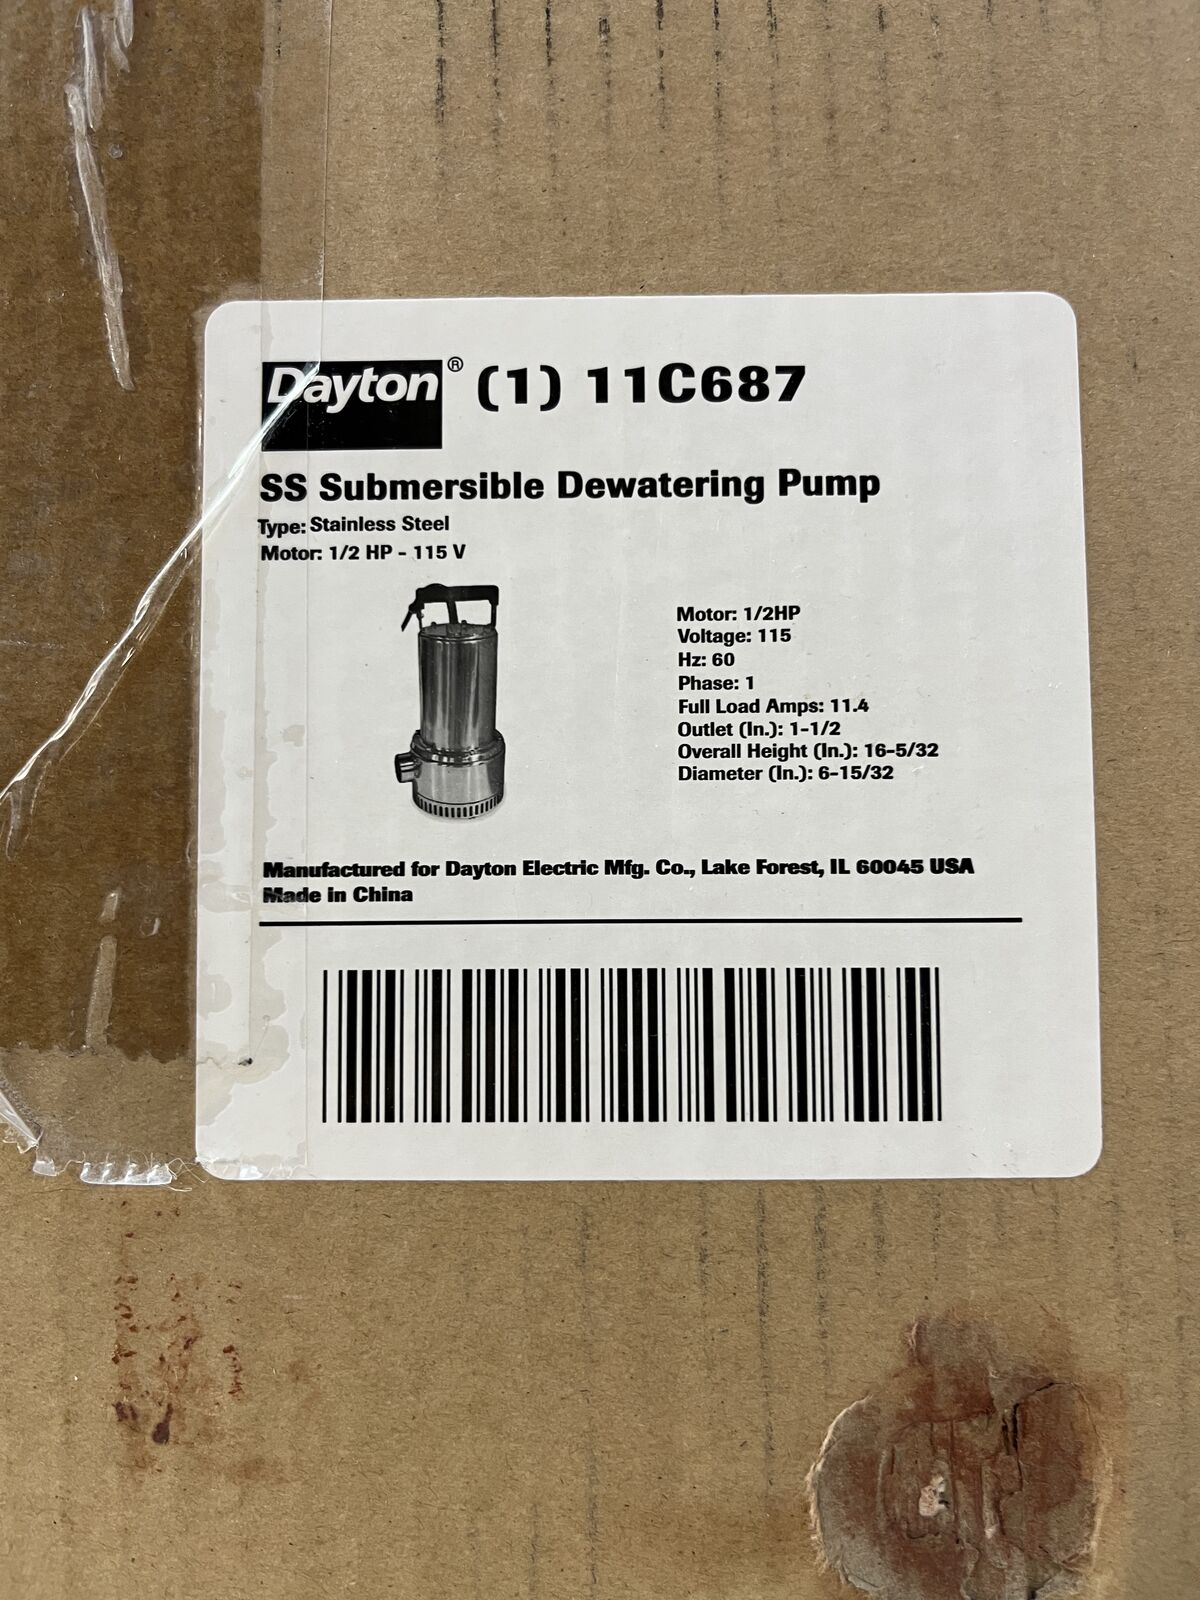 Dayton® (1) 11C687
SS Submersible Dewatering Pump
Type: Stainless Steel
Motor: 1/2 HP - 115 V
Motor: 1/2HP
Voltage: 115
Hz: 60
Phase: 1
Full Load Amps: 11.4
Outlet (In.): 1-1/2
Overall Height (In.): 16-5/32
Diameter (In.): 6-15/32
Manufactured for Dayton Electric Mfg. Co., Lake Forest, IL 60045 USA
Made in China